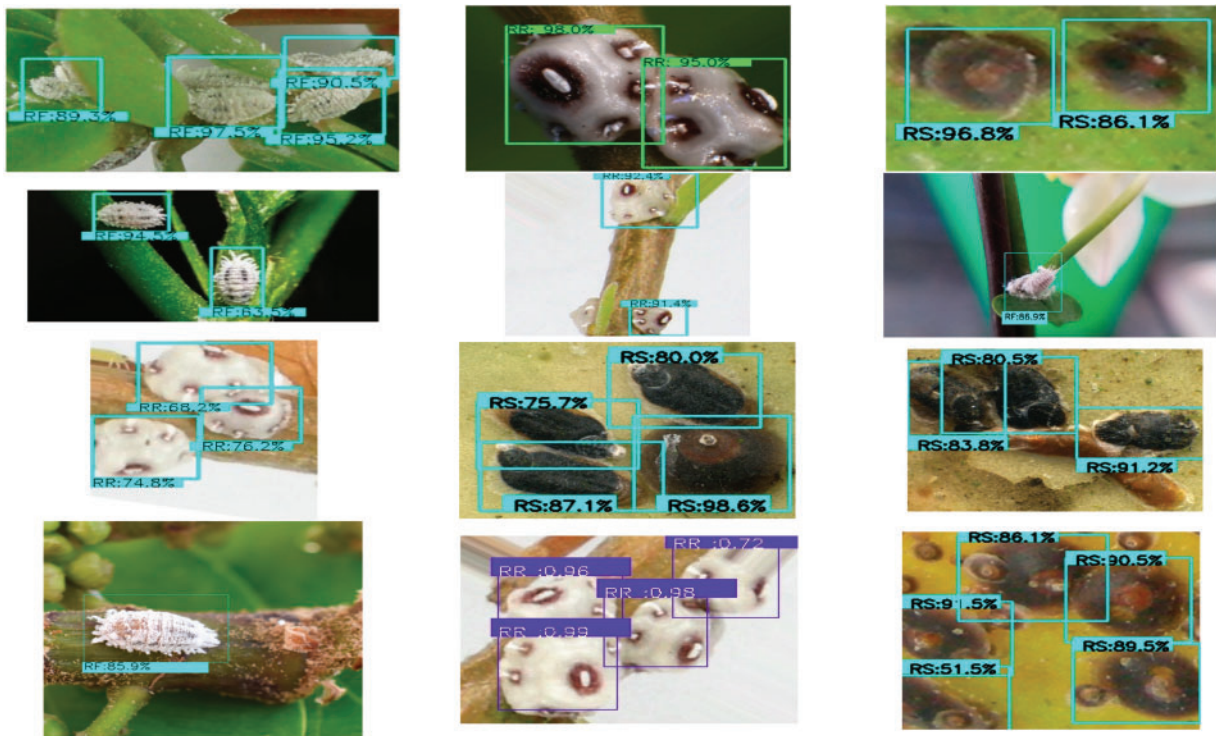 RF:89.3%
RF:97.5%
RF:90.5%
RF:95.2%
RR: 98.0%
RR: 95.0%
RS:96.8%
RS:86.1%
RF:94.5%
RF:63.5%
RR:92.4%
RR:91.4%
RF:86.9%
RR:68.2%
RR:76.2%
RR:74.8%
RS:80.0%
RS:75.7%
RS:87.1%
RS:98.6%
RS:80.5%
RS:83.8%
RS:91.2%
RF:85.9%
RR :0.72
RR :0.96
RR :0.98
RR :0.99
RS:86.1%
RS:90.5%
RS:91.5%
RS:89.5%
RS:51.5%